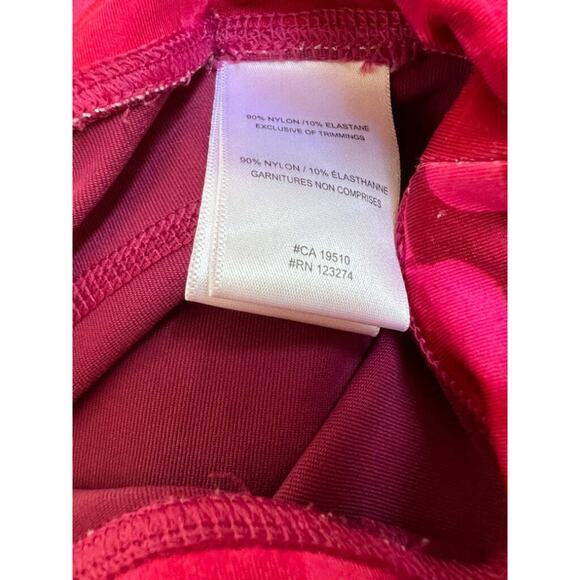 90% NYLON /10% ELASTANE
EXCLUSIVE OF TRIMMINGS
90% NYLON / 10% ÉLASTHANNE
GARNITURES NON COMPRISES
#CA 19510
#RN 123274